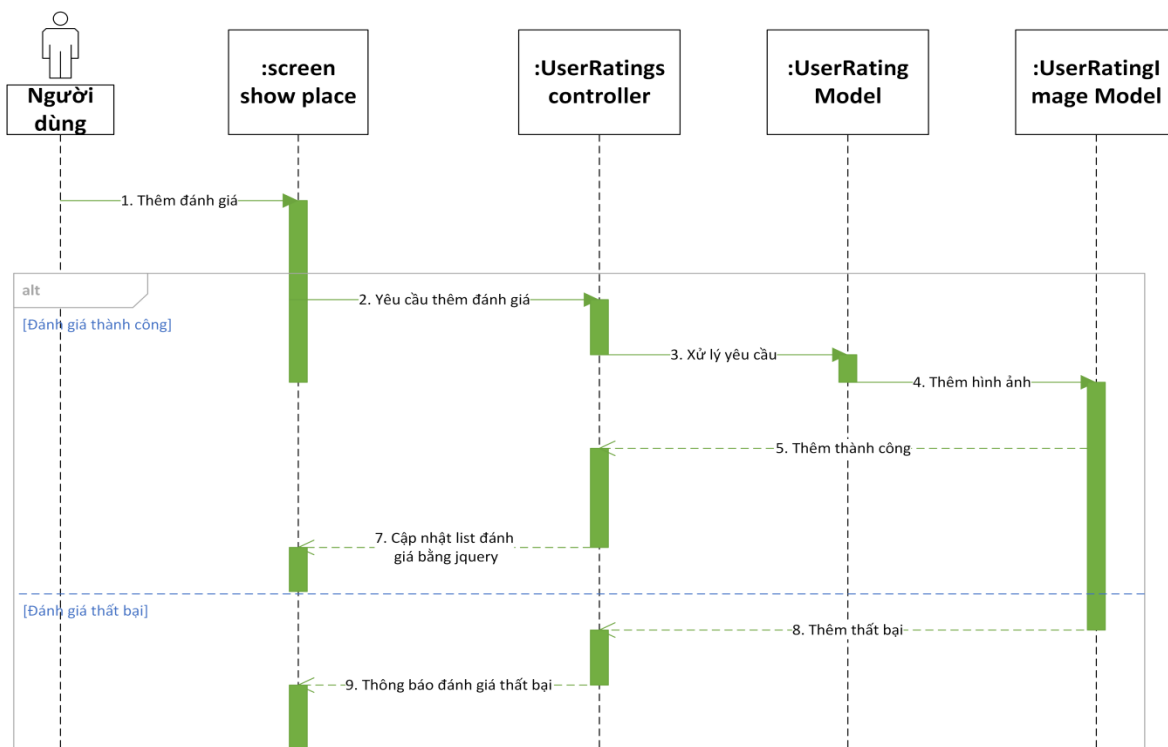 Người
dùng
:screen
show place
:UserRatings
controller
:UserRating
Model
:UserRatingI
mage Model
1. Thêm đánh giá
alt
2. Yêu cầu thêm đánh giá
[Đánh giá thành công]
3. Xử lý yêu cầu
4. Thêm hình ảnh
5. Thêm thành công
7. Cập nhật list đánh
giá bằng jquery
[Đánh giá thất bại]
8. Thêm thất bại
9. Thông báo đánh giá thất bại